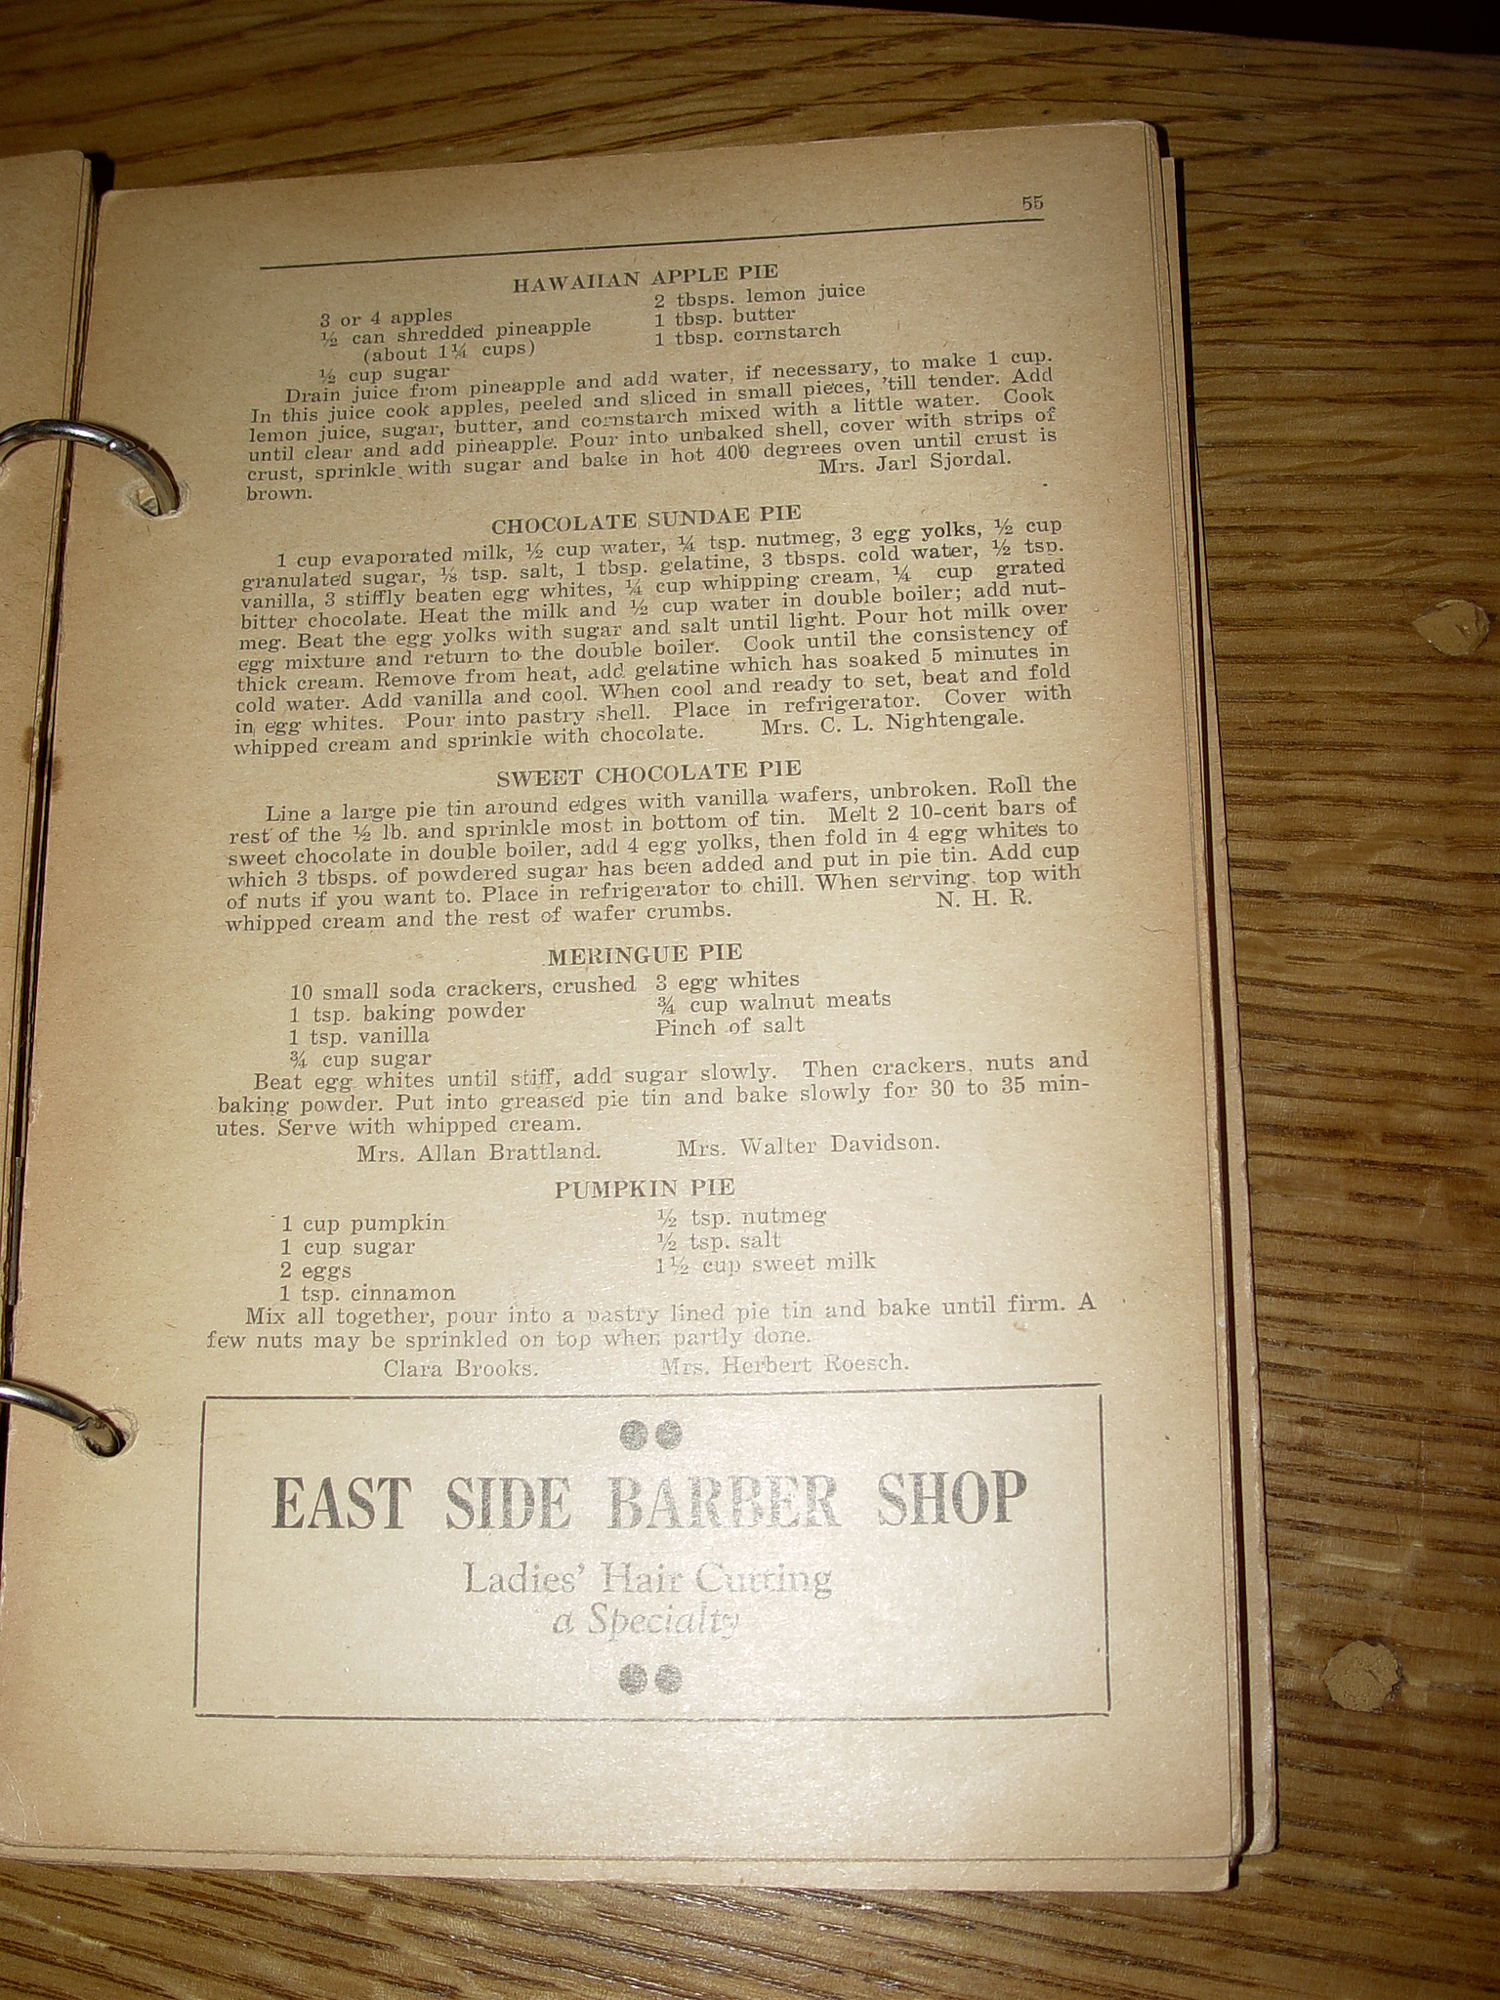 55
HAWAIIAN APPLE PIE
3 or 4 apples
½ can shredded pineapple
(about 1¼ cups)
½ cup sugar
2 tbsps. lemon juice
1 tbsp. butter
1 tbsp. cornstarch
Drain juice from pineapple and add water, if necessary, to make 1 cup.
In this juice cook apples, peeled and sliced in small pieces, 'till tender. Add
lemon juice, sugar, butter, and cornstarch mixed with a little water. Cook
until clear and add pineapple. Pour into unbaked shell, cover with strips of
crust, sprinkle with sugar and bake in hot 400 degrees oven until crust is
brown. Mrs. Jarl Sjordal.
CHOCOLATE SUNDAE PIE
1 cup evaporated milk, ½ cup water, ¼ tsp. nutmeg, 3 egg yolks, ½ cup
granulated sugar, ⅛ tsp. salt, 1 tbsp. gelatine, 3 tbsps. cold water, ½ tsp.
vanilla, 3 stiffly beaten egg whites, ¼ cup whipping cream, ¼ cup grated
bitter chocolate. Heat the milk and ½ cup water in double boiler; add nut-
meg. Beat the egg yolks with sugar and salt until light. Pour hot milk over
egg mixture and return to the double boiler. Cook until the consistency of
thick cream. Remove from heat, add gelatine which has soaked 5 minutes in
cold water. Add vanilla and cool. When cool and ready to set, beat and fold
in egg whites. Pour into pastry shell. Place in refrigerator. Cover with
whipped cream and sprinkle with chocolate. Mrs. C. L. Nightengale.
SWEET CHOCOLATE PIE
Line a large pie tin around edges with vanilla wafers, unbroken. Roll the
rest of the ½ lb. and sprinkle most in bottom of tin. Melt 2 10-cent bars of
sweet chocolate in double boiler, add 4 egg yolks, then fold in 4 egg whites to
which 3 tbsps. of powdered sugar has been added and put in pie tin. Add cup
of nuts if you want to. Place in refrigerator to chill. When serving, top with
whipped cream and the rest of wafer crumbs. N. H. R.
MERINGUE PIE
10 small soda crackers, crushed
1 tsp. baking powder
1 tsp. vanilla
¾ cup sugar
3 egg whites
¾ cup walnut meats
Pinch of salt
Beat egg whites until stiff, add sugar slowly. Then crackers, nuts and
baking powder. Put into greased pie tin and bake slowly for 30 to 35 min-
utes. Serve with whipped cream.
Mrs. Allan Brattland. Mrs. Walter Davidson.
PUMPKIN PIE
1 cup pumpkin
1 cup sugar
2 eggs
1 tsp. cinnamon
½ tsp. nutmeg
½ tsp. salt
1½ cup sweet milk
Mix all together, pour into a pastry lined pie tin and bake until firm. A
few nuts may be sprinkled on top when partly done.
Clara Brooks. Mrs. Herbert Roesch.
EAST SIDE BARBER SHOP
Ladies' Hair Cutting
a Specialty